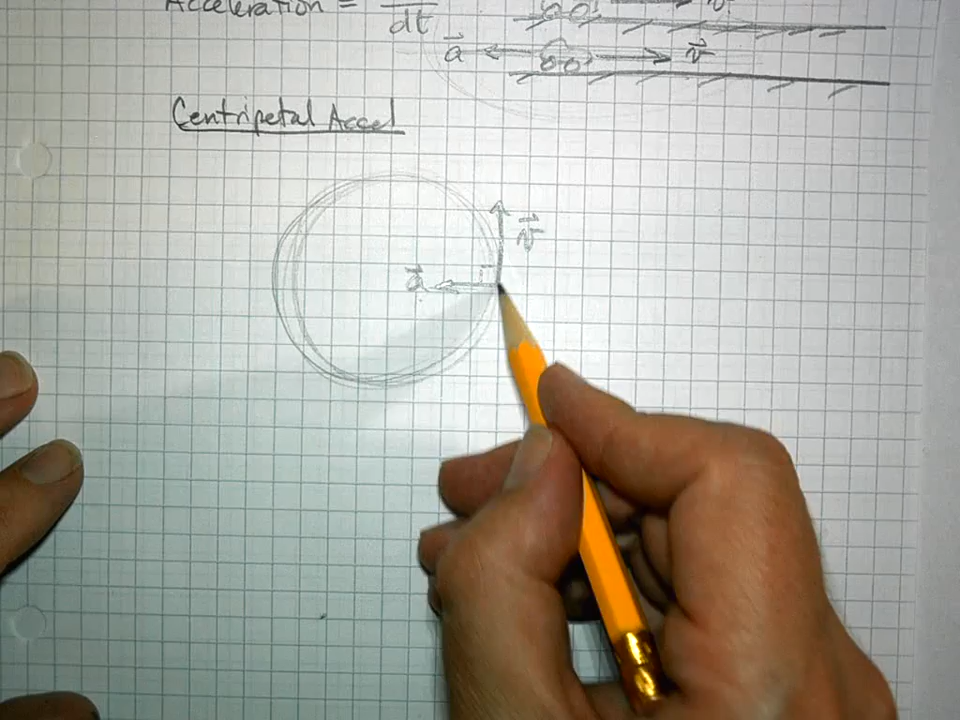 Acceleration = / dt
v⃗
a⃗ v⃗
Centripetal Accel
v⃗
a⃗